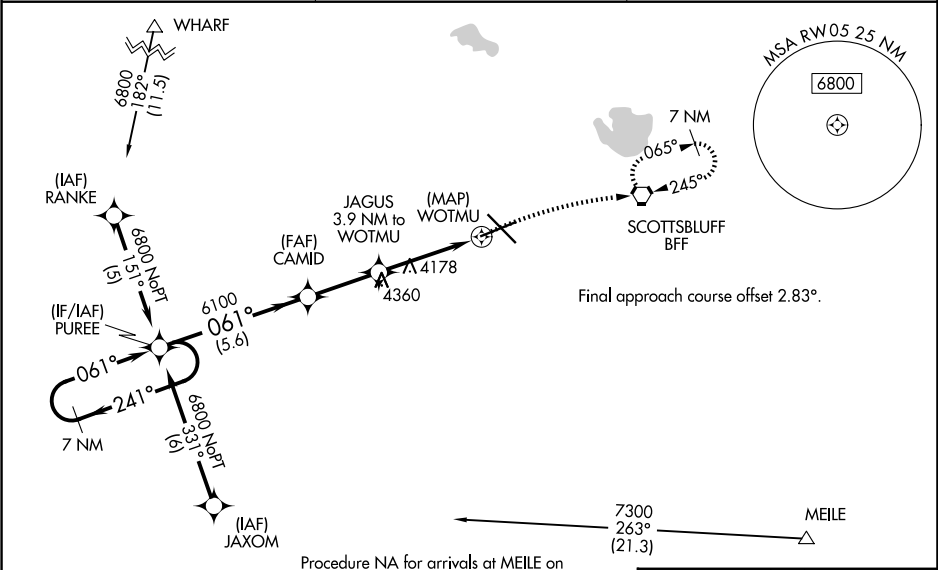 WHARF
6800
182°
(11.5)
MSA RW05 25 NM
6800
7 NM
065°
245°
SCOTTSBLUFF
BFF
(IAF)
RANKE
6800 NoPT
151°
(5)
JAGUS
3.9 NM to
WOTMU
(MAP)
WOTMU
(FAF)
CAMID
4178
4360
Final approach course offset 2.83°.
(IF/IAF)
PUREE
6100
061°
(5.6)
061°
241°
7 NM
6800 NoPT
331°
(6)
(IAF)
JAXOM
7300
263°
(21.3)
MEILE
Procedure NA for arrivals at MEILE on